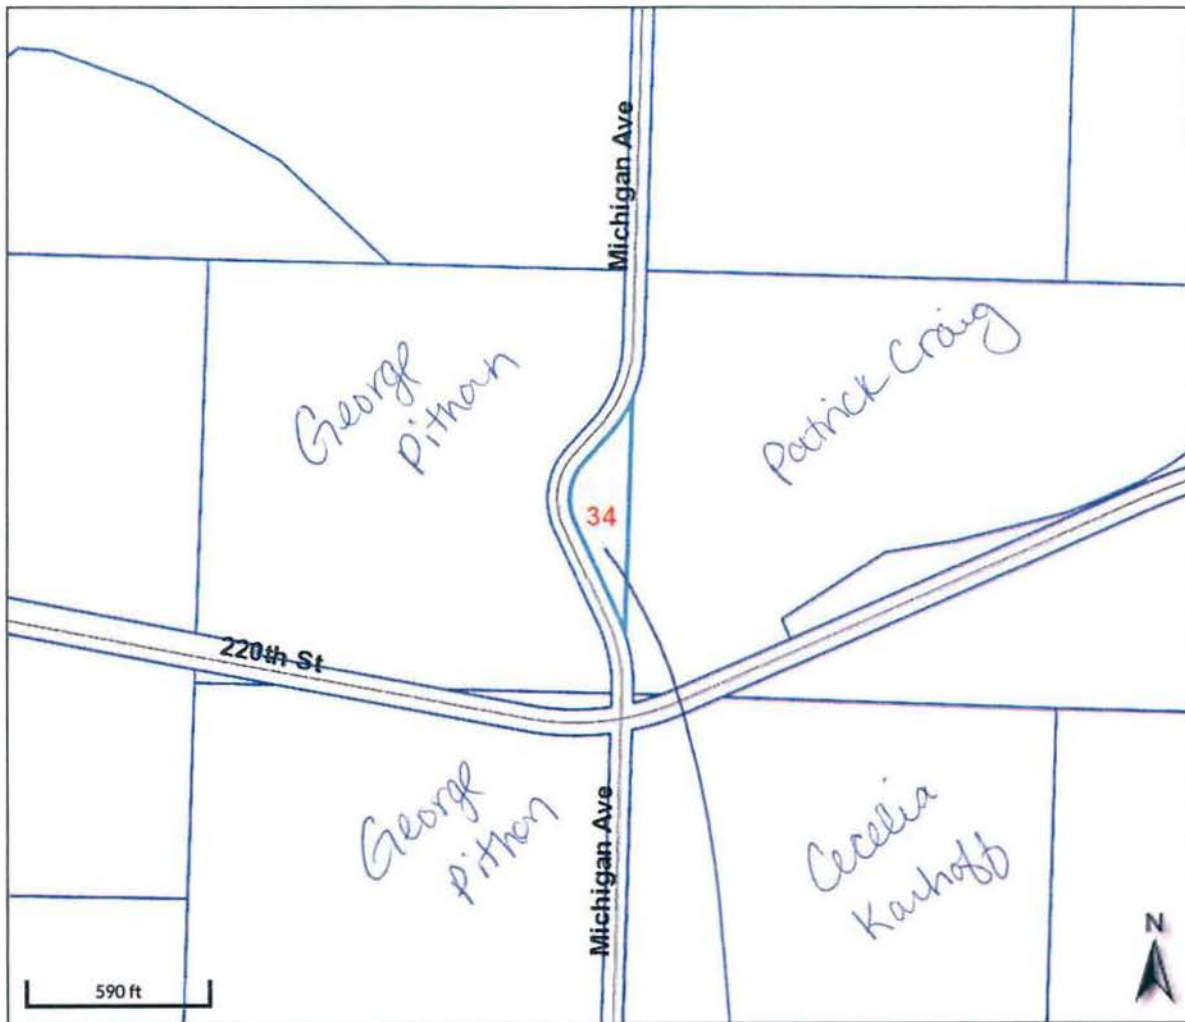 Michigan Ave
George
Pithan
Patrick Craig
34
220th St
George
Pithan
Michigan Ave
Cecelia
Karhoff
N
590 ft